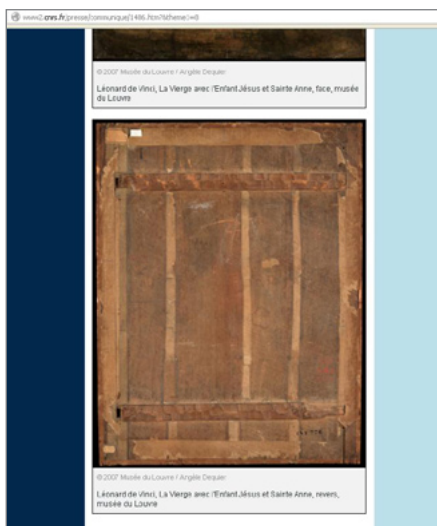 www2.cnrs.fr/presse/communique/1486.htm?&theme1=8
© 2007 Musée du Louvre / Angèle Dequier
Léonard de Vinci, La Vierge avec l'Enfant Jésus et Sainte Anne, face, musée
du Louvre
© 2007 Musée du Louvre / Angèle Dequier
Léonard de Vinci, La Vierge avec l'Enfant Jésus et Sainte Anne, revers,
musée du Louvre